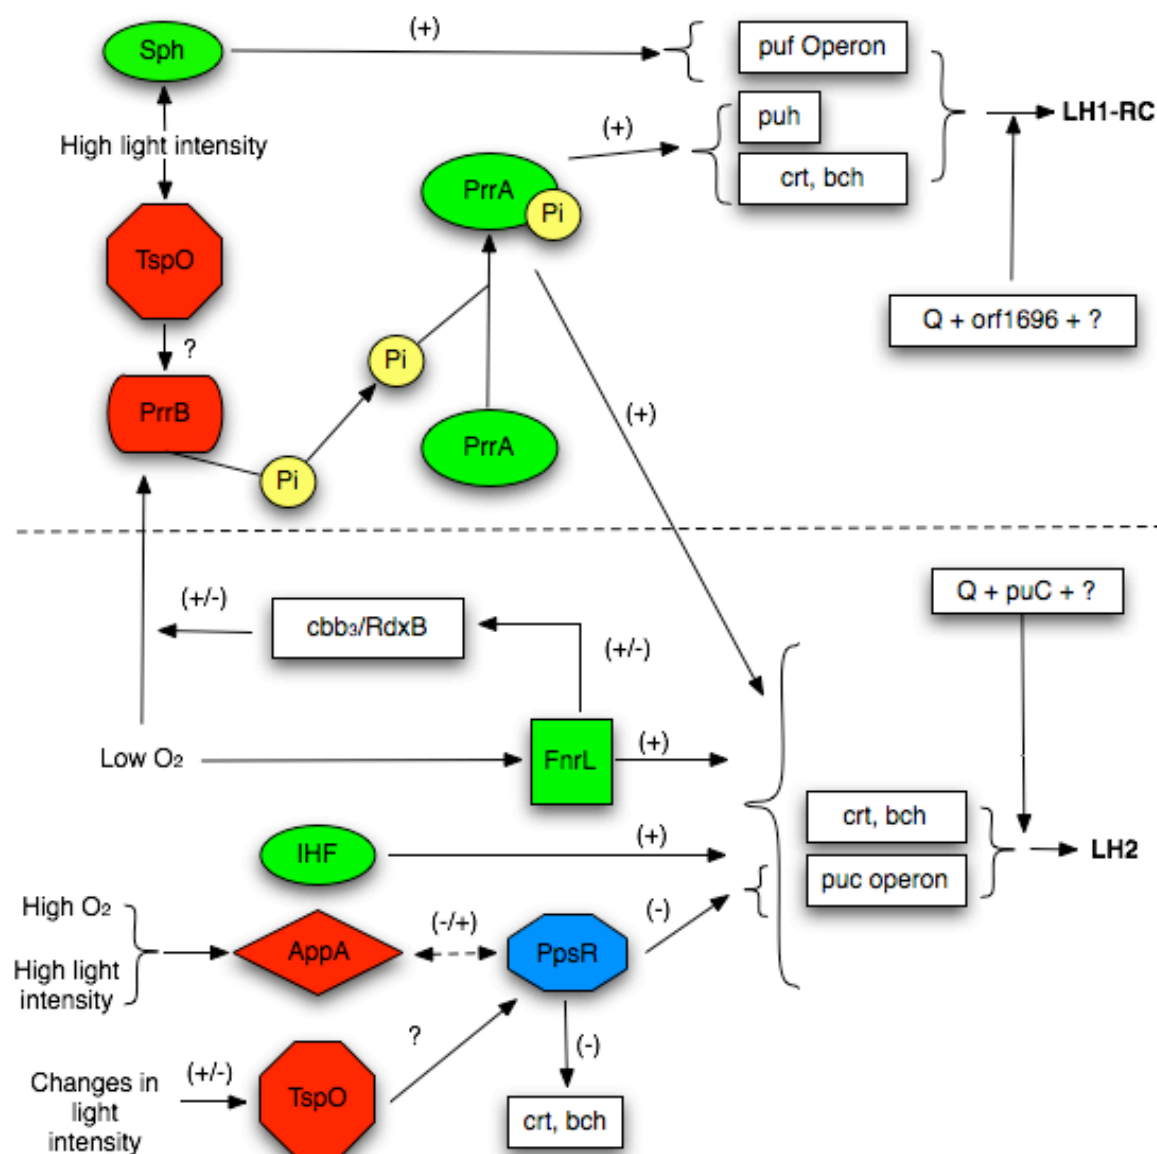 (+)
Sph
puf Operon
High light intensity
puh
LH1-RC
(+)
PrrA
Pi
crt, bch
TspO
Q + orf1696 + ?
?
Pi
PrrB
(+)
PrrA
Pi
Q + puC + ?
(+/-)
cbb₃/RdxB
(+/-)
Low O₂
FnrL
(+)
crt, bch
IHF
(+)
LH2
puc operon
High O₂
(-/+)
(-)
AppA
PpsR
High light
intensity
?
(-)
(+/-)
Changes in
light
intensity
TspO
crt, bch